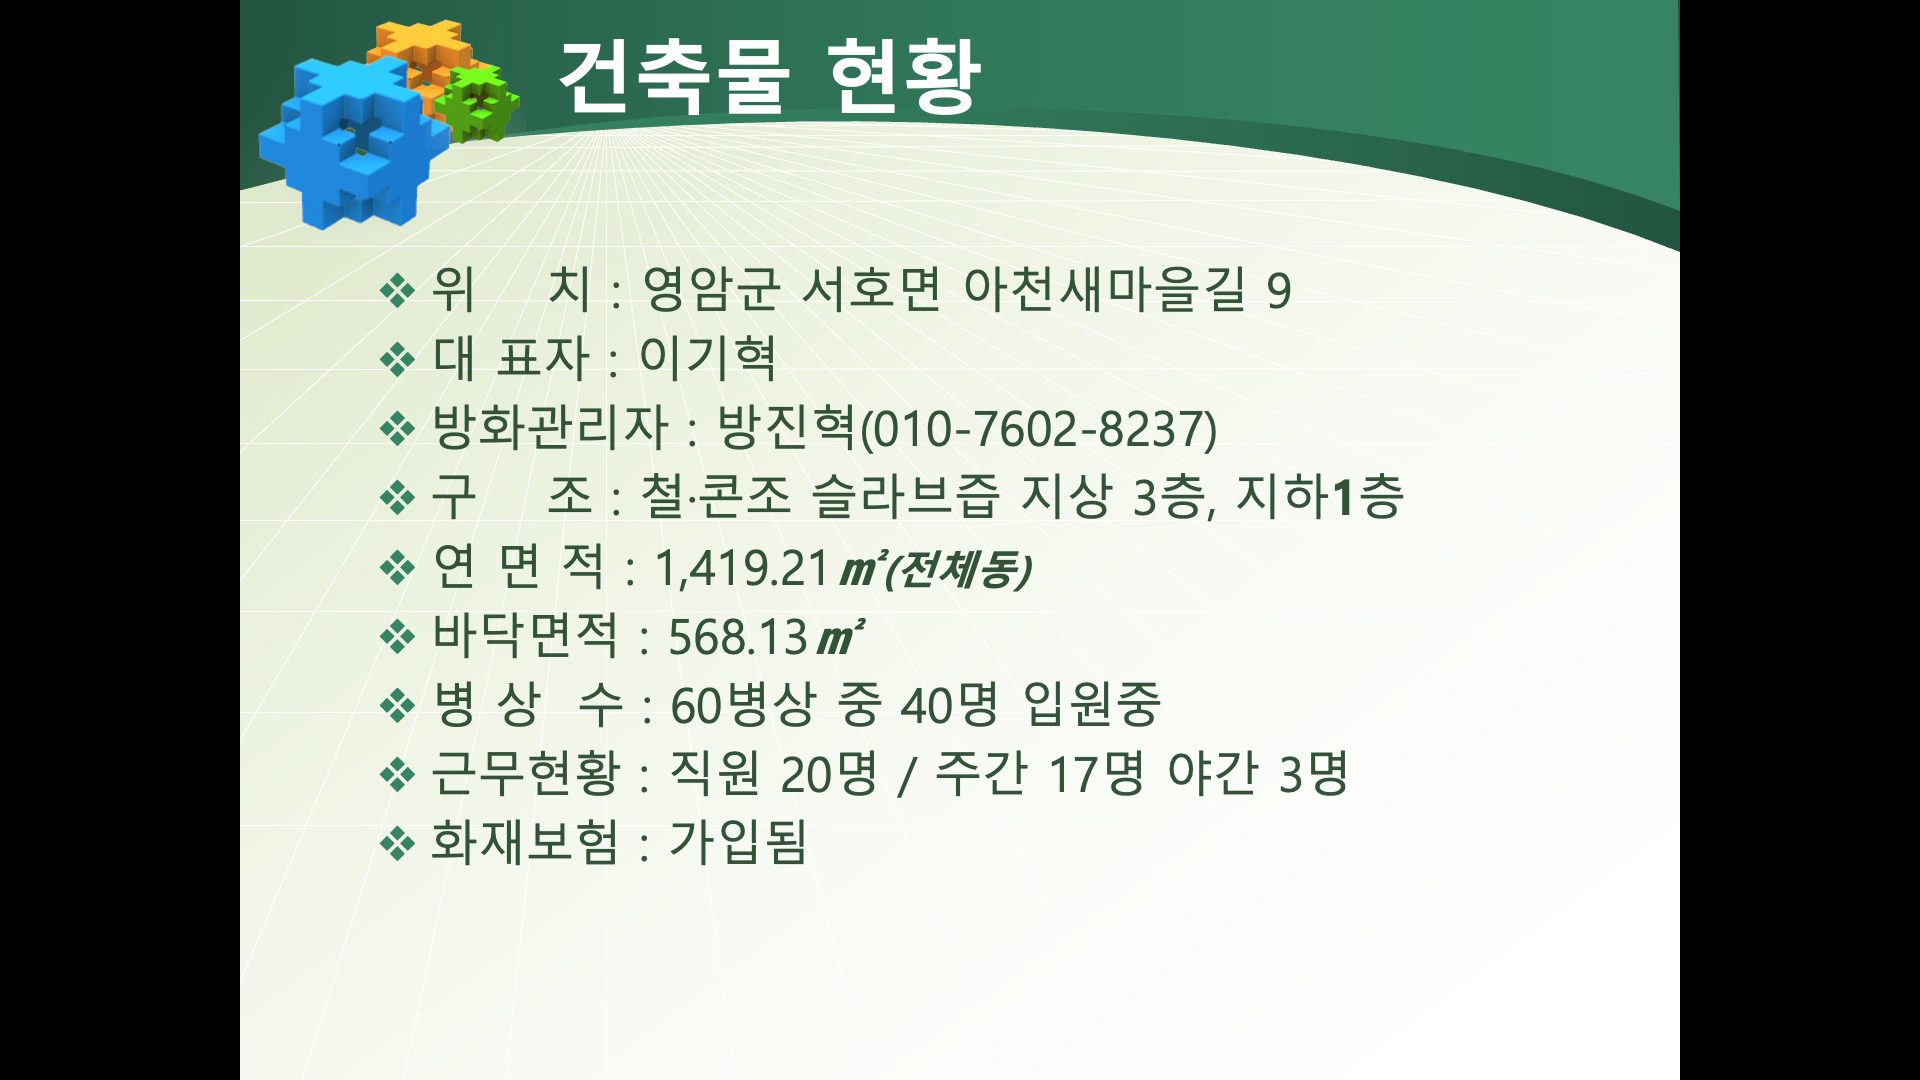 건축물 현황
위 치 : 영암군 서호면 아천새마을길 9
대 표자 : 이기혁
방화관리자 : 방진혁(010-7602-8237)
구 조 : 철·콘조 슬라브즙 지상 3층, 지하1층
연 면 적 : 1,419.21㎡(전체동)
바닥면적 : 568.13㎡
병 상 수 : 60병상 중 40명 입원중
근무현황 : 직원 20명 / 주간 17명 야간 3명
화재보험 : 가입됨